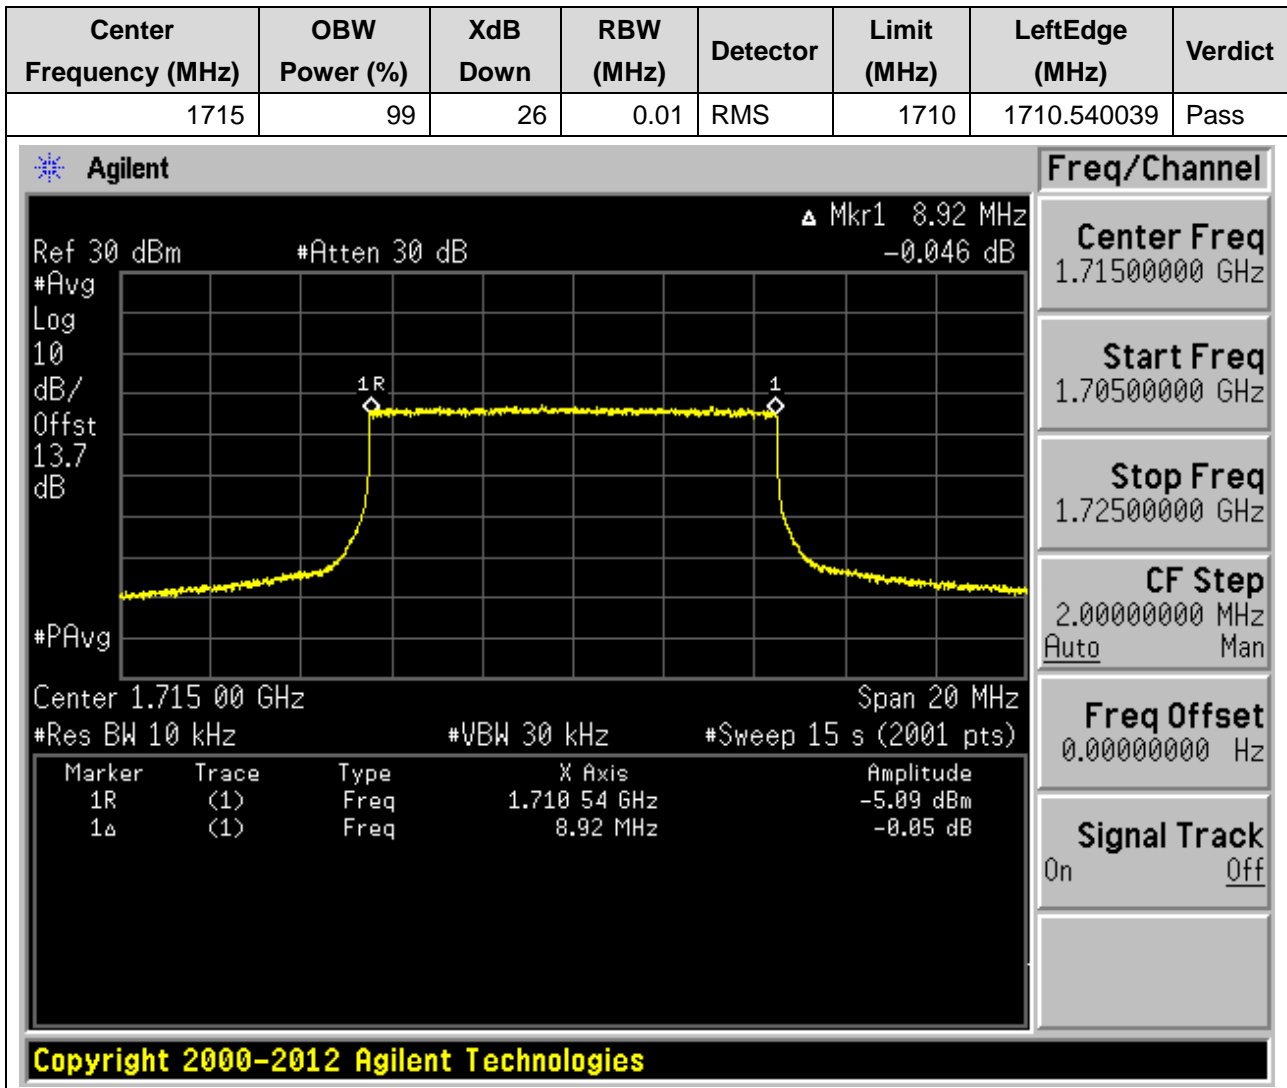 Center Frequency (MHz) OBW Power (%) XdB Down RBW (MHz) Detector Limit (MHz) LeftEdge (MHz) Verdict
1715 99 26 0.01 RMS 1710 1710.540039 Pass
Agilent
Freq/Channel
Δ Mkr1 8.92 MHz
Ref 30 dBm #Atten 30 dB -0.046 dB
#Avg
Log
10
dB/
Offst
13.7
dB
1R
1
#PAvg
Center 1.715 00 GHz Span 20 MHz
#Res BW 10 kHz #VBW 30 kHz #Sweep 15 s (2001 pts)
Marker Trace Type X Axis Amplitude
1R (1) Freq 1.710 54 GHz -5.09 dBm
1Δ (1) Freq 8.92 MHz -0.05 dB
Center Freq
1.71500000 GHz
Start Freq
1.70500000 GHz
Stop Freq
1.72500000 GHz
CF Step
2.00000000 MHz
Auto Man
Freq Offset
0.00000000 Hz
Signal Track
On Off
Copyright 2000-2012 Agilent Technologies